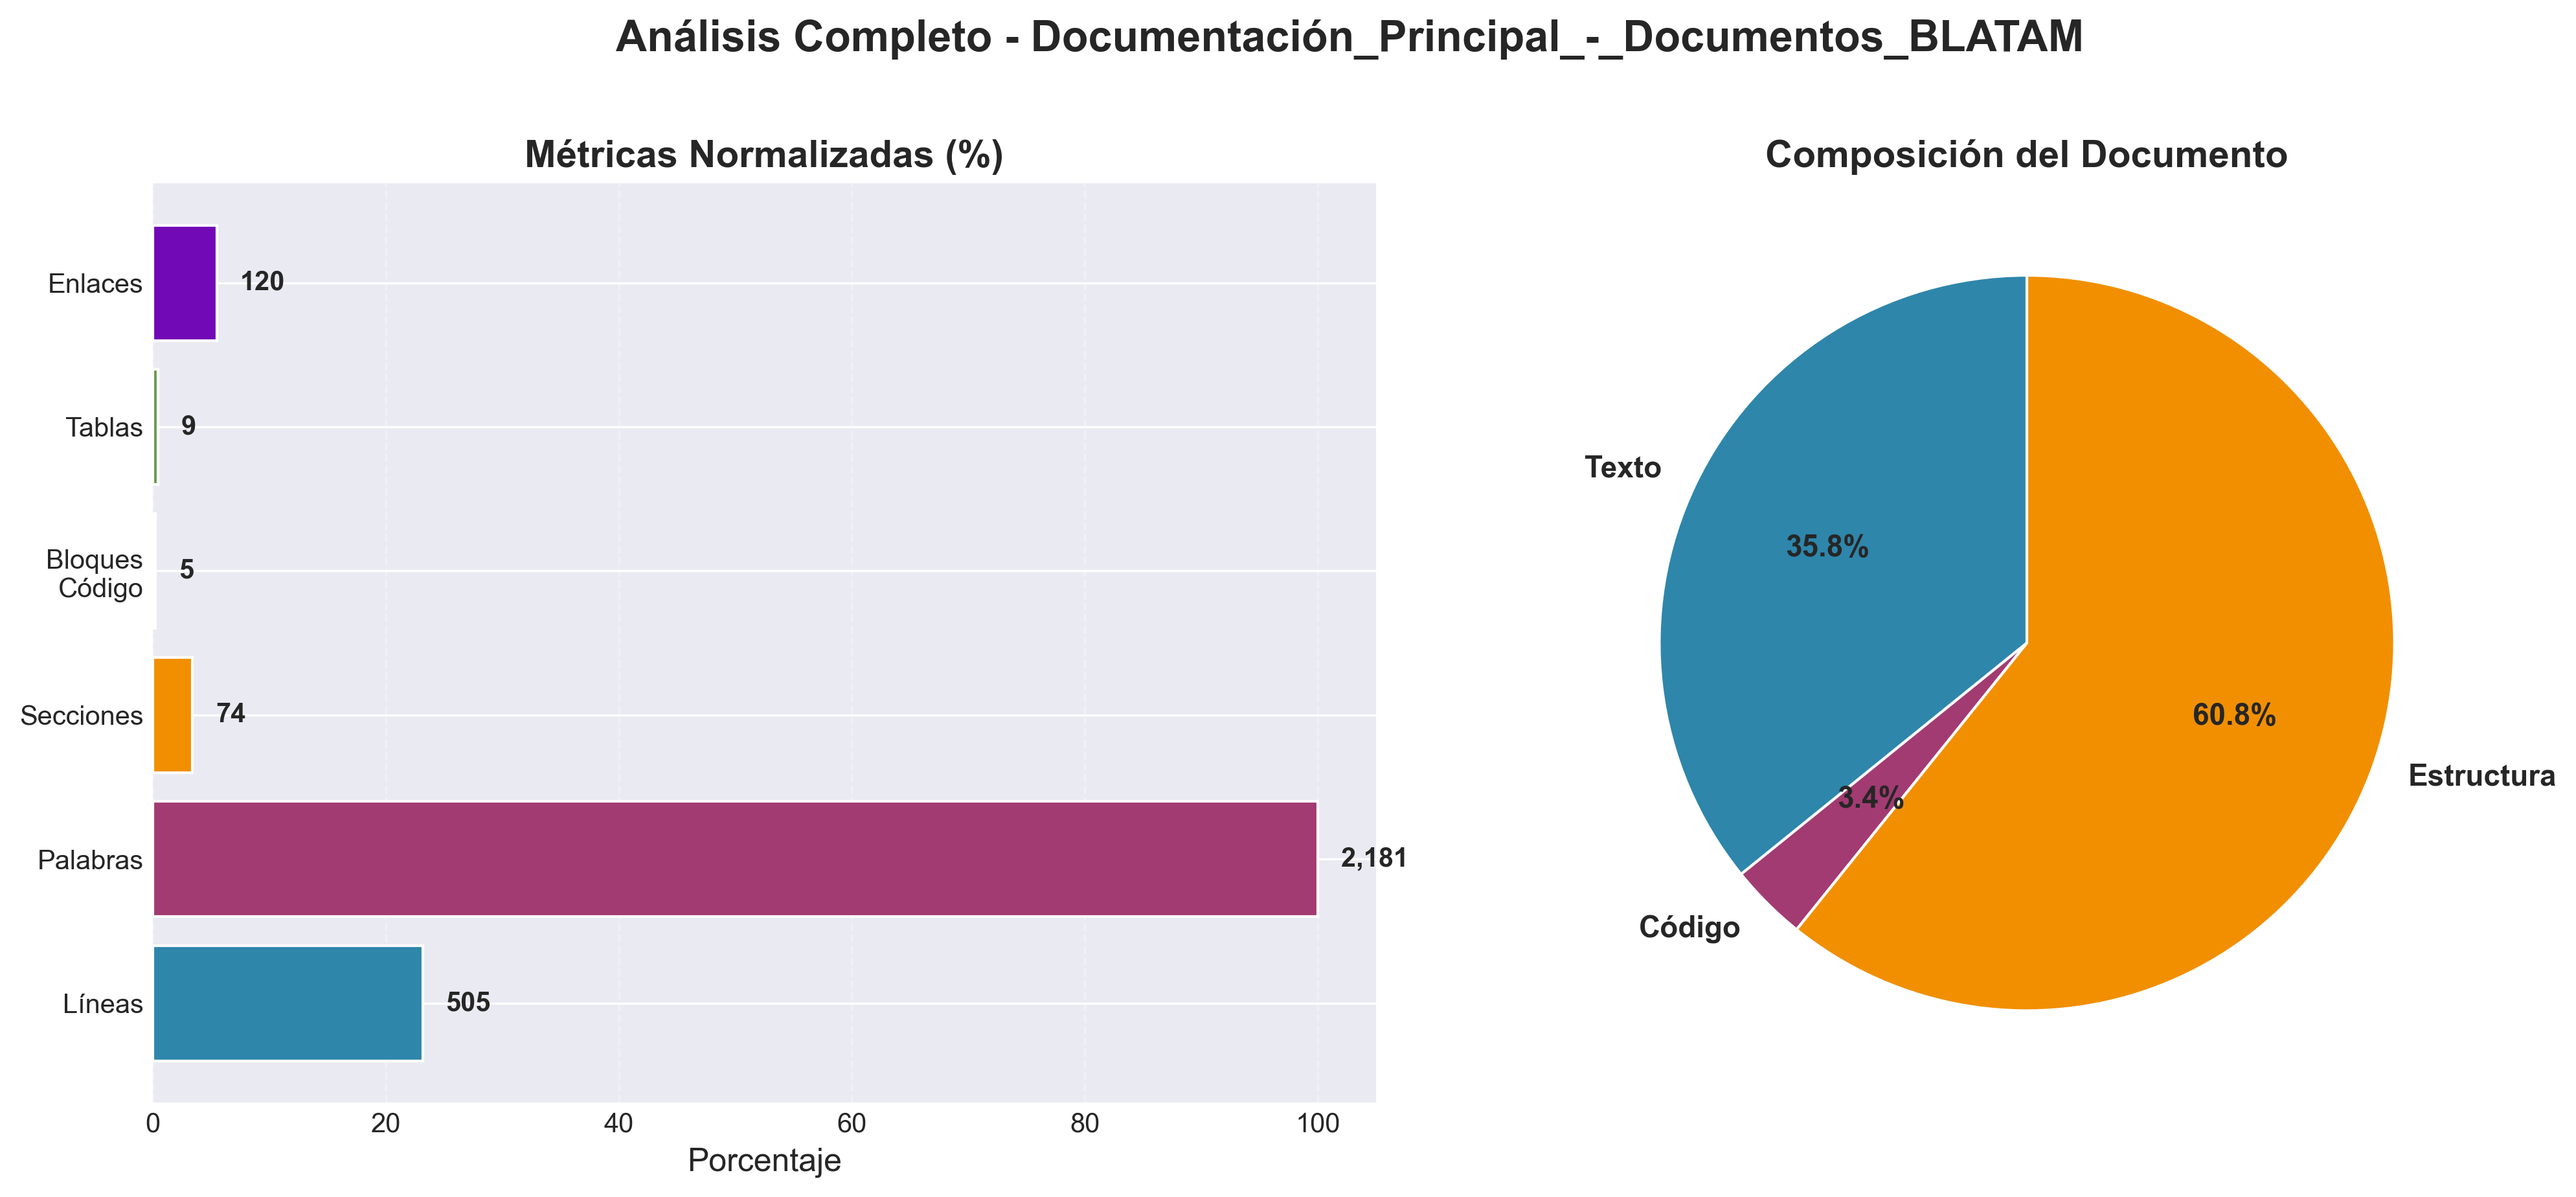 Análisis Completo - Documentación_Principal_-_Documentos_BLATAM
Métricas Normalizadas (%)
Enlaces
120
Tablas
9
Bloques
Código
5
Secciones
74
Palabras
2,181
Líneas
505
0 20 40 60 80 100
Porcentaje
Composición del Documento
Texto
35.8%
60.8%
Estructura
3.4%
Código